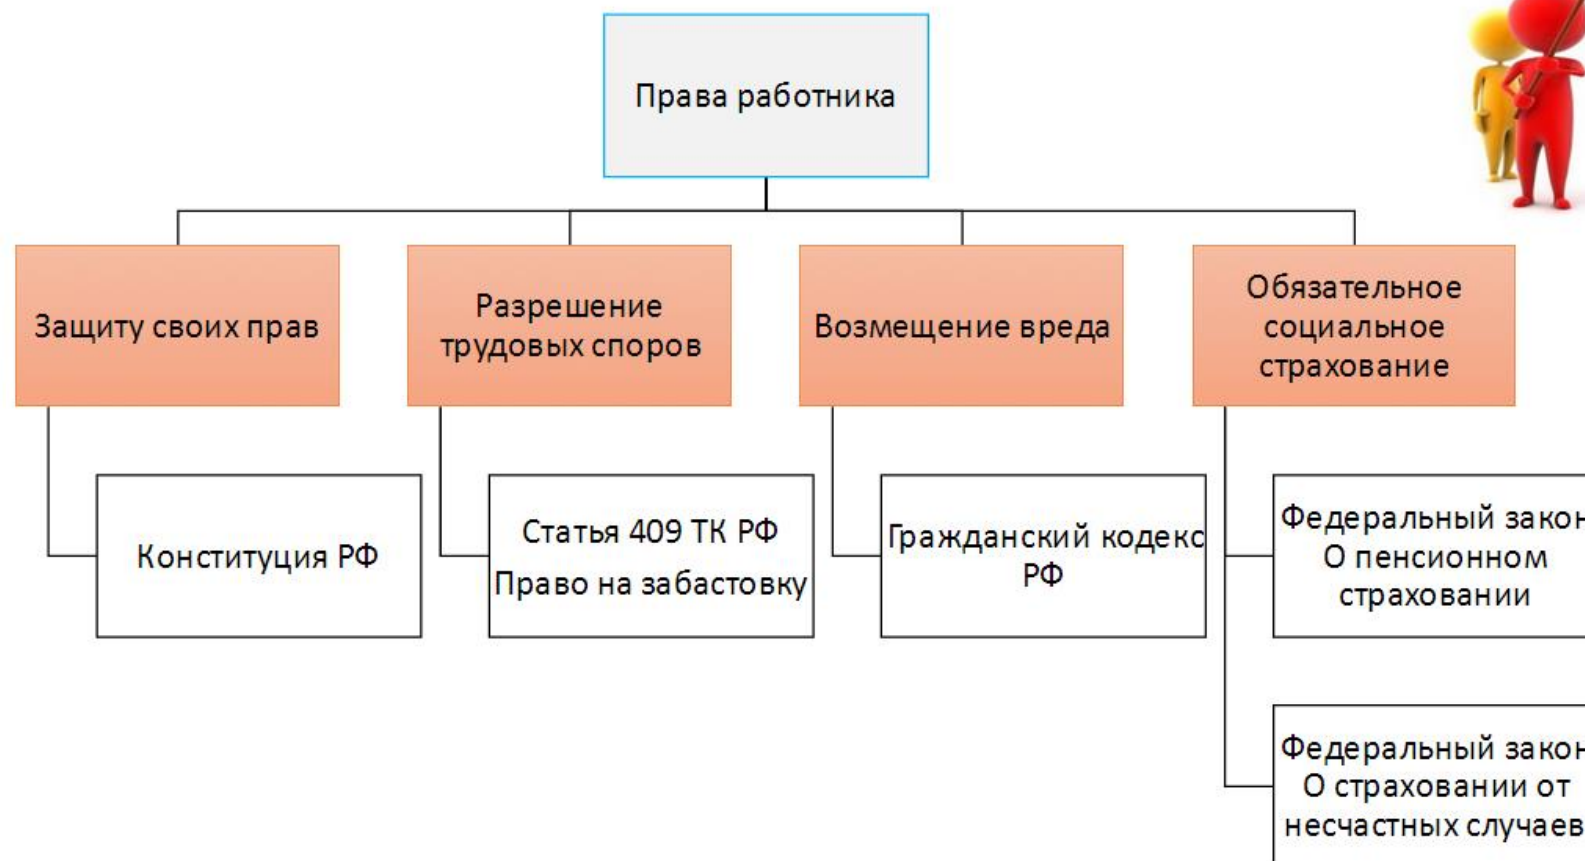 Права работника
Защиту своих прав
Разрешение
трудовых споров
Возмещение вреда
Обязательное
социальное
страхование
Конституция РФ
Статья 409 ТК РФ
Право на забастовку
Гражданский кодекс
РФ
Федеральный закон
О пенсионном
страховании
Федеральный закон
О страховании от
несчастных случаев